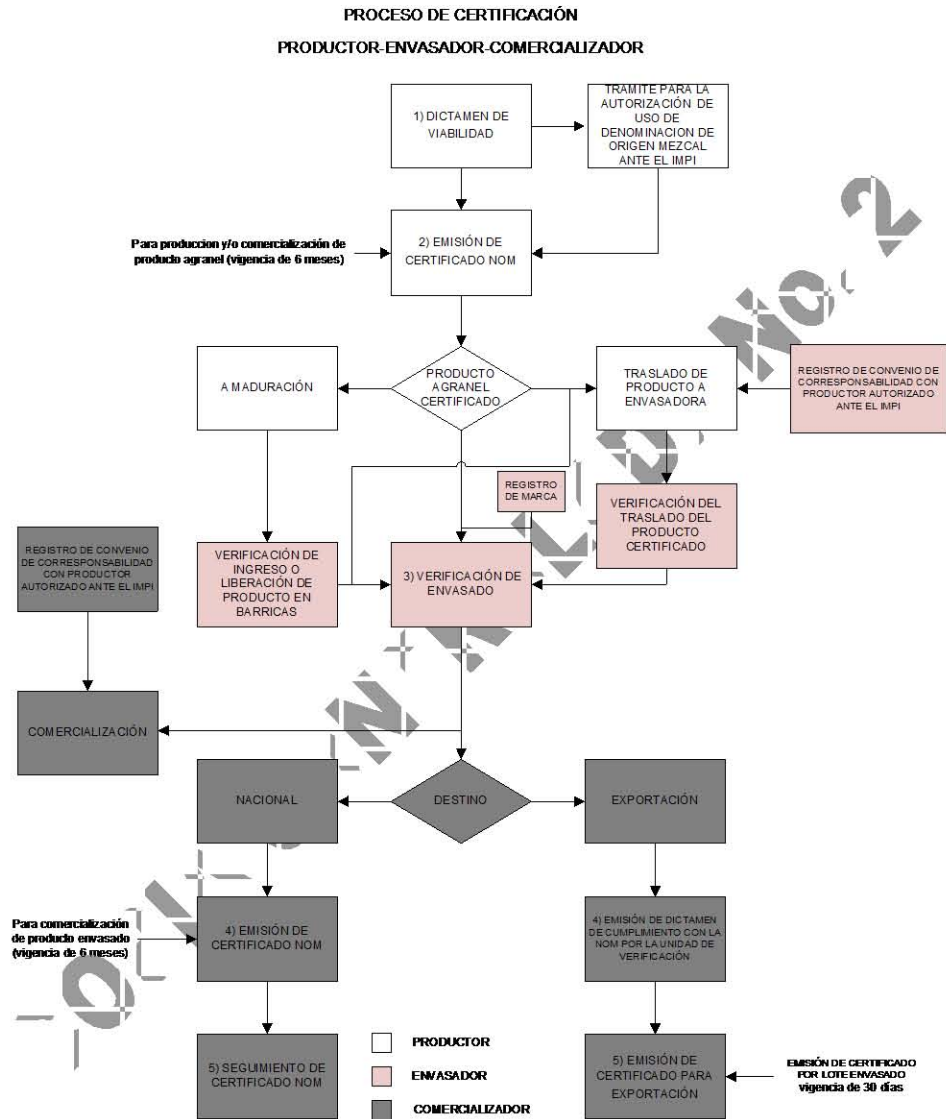 PROCESO DE CERTIFICACIÓN
PRODUCTOR-ENVASADOR-COMERCIALIZADOR
1) DICTAMEN DE
VIABILIDAD
TRAMITE PARA LA
AUTORIZACIÓN DE
USO DE
DENOMINACION DE
ORIGEN MEZCAL
ANTE EL IMPI
Para produccion y/o comercialización de
producto agranel (vigencia de 6 meses)
2) EMISIÓN DE
CERTIFICADO NOM
A MADURACIÓN
PRODUCTO
AGRANEL
CERTIFICADO
TRASLADO DE
PRODUCTO A
ENVASADORA
REGISTRO DE CONVENIO DE
CORRESPONSABILIDAD CON
PRODUCTOR AUTORIZADO
ANTE EL IMPI
REGISTRO
DE MARCA
VERIFICACIÓN DEL
TRASLADO DEL
PRODUCTO
CERTIFICADO
REGISTRO DE CONVENIO
DE CORRESPONSABILIDAD
CON PRODUCTOR
AUTORIZADO ANTE EL IMPI
VERIFICACIÓN DE
INGRESO O
LIBERACIÓN DE
PRODUCTO EN
BARRICAS
3) VERIFICACIÓN DE
ENVASADO
COMERCIALIZACIÓN
NACIONAL
DESTINO
EXPORTACIÓN
Para comercialización
de producto envasado
(vigencia de 6 meses)
4) EMISIÓN DE
CERTIFICADO NOM
4) EMISIÓN DE DICTAMEN
DE CUMPLIMIENTO CON LA
NOM POR LA UNIDAD DE
VERIFICACIÓN
5) SEGUIMIENTO DE
CERTIFICADO NOM
5) EMISIÓN DE
CERTIFICADO PARA
EXPORTACIÓN
EMISIÓN DE CERTIFICADO
POR LOTE ENVASADO
vigencia de 30 días
PRODUCTOR
ENVASADOR
COMERCIALIZADOR
No. 2